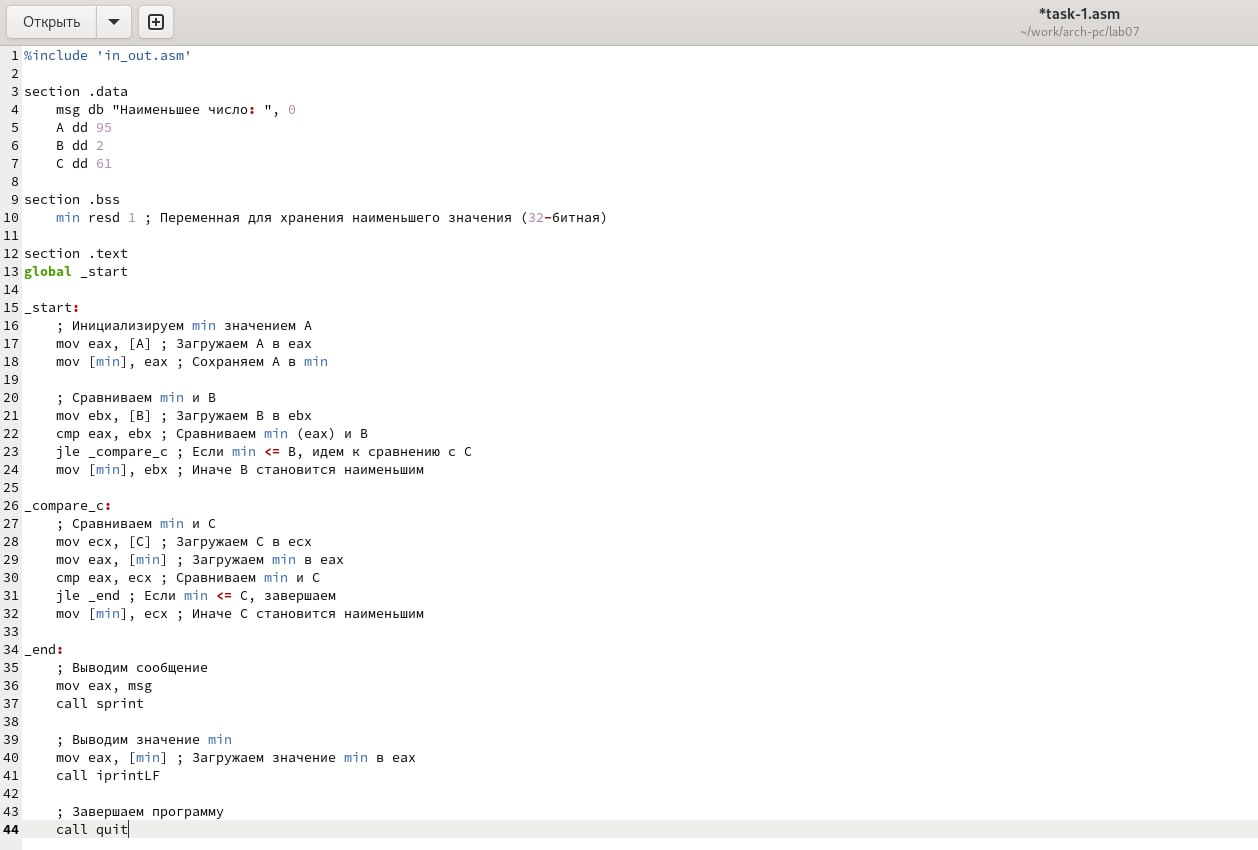 Открыть
*task-1.asm
~/work/arch-pc/lab07
1 %include 'in_out.asm'
2
3 section .data
4     msg db "Наименьшее число: ", 0
5     A dd 95
6     B dd 2
7     C dd 61
8
9 section .bss
10     min resd 1 ; Переменная для хранения наименьшего значения (32-битная)
11
12 section .text
13 global _start
14
15 _start:
16     ; Инициализируем min значением A
17     mov eax, [A] ; Загружаем A в eax
18     mov [min], eax ; Сохраняем A в min
19
20     ; Сравниваем min и B
21     mov ebx, [B] ; Загружаем B в ebx
22     cmp eax, ebx ; Сравниваем min (eax) и B
23     jle _compare_c ; Если min <= B, идем к сравнению с C
24     mov [min], ebx ; Иначе B становится наименьшим
25
26 _compare_c:
27     ; Сравниваем min и C
28     mov ecx, [C] ; Загружаем C в ecx
29     mov eax, [min] ; Загружаем min в eax
30     cmp eax, ecx ; Сравниваем min и C
31     jle _end ; Если min <= C, завершаем
32     mov [min], ecx ; Иначе C становится наименьшим
33
34 _end:
35     ; Выводим сообщение
36     mov eax, msg
37     call sprint
38
39     ; Выводим значение min
40     mov eax, [min] ; Загружаем значение min в eax
41     call iprintLF
42
43     ; Завершаем программу
44     call quit